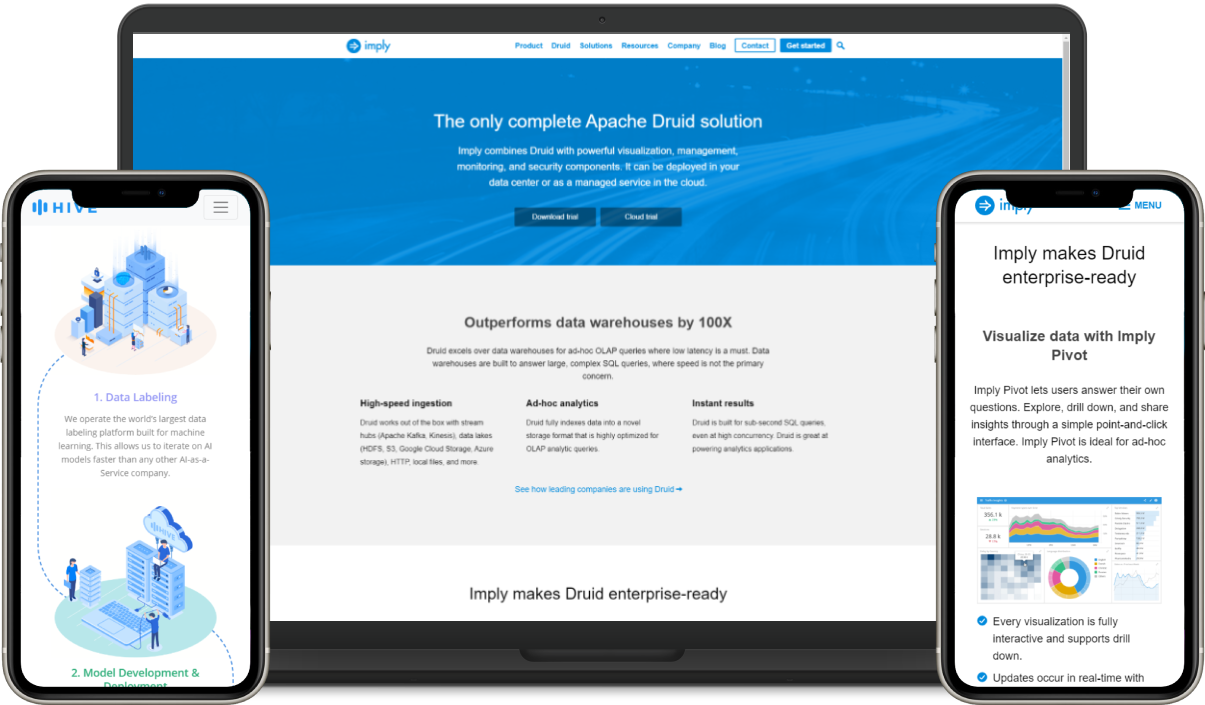 imply
Product Druid Solutions Resources Company Blog Contact Get started
The only complete Apache Druid solution
Imply combines Druid with powerful visualization, management,
monitoring, and security components. It can be deployed in your
data center or as a managed service in the cloud.
Download trial Cloud trial
Outperforms data warehouses by 100X
Druid excels over data warehouses for ad-hoc OLAP queries where low latency is a must. Data
warehouses are built to answer large, complex SQL queries, where speed is not the primary
concern.
High-speed ingestion
Druid works out of the box with stream
hubs (Apache Kafka, Kinesis), data lakes
(HDFS, S3, Google Cloud Storage, Azure
storage), HTTP, local files, and more
Ad-hoc analytics
Druid fully indexes data into a novel
storage format that is highly optimized for
OLAP analytic queries.
Instant results
Druid is built for sub-second SQL queries,
even at high concurrency. Druid is great at
powering analytics applications.
See how leading companies are using Druid
Imply makes Druid enterprise-ready
HIVE
HIVE
1. Data Labeling
We operate the world's largest data
labeling platform built for machine
learning. This allows us to iterate on AI
models faster than any other AI-as-a-
Service company.
2. Model Development &
Deployment
imply
MENU
Imply makes Druid
enterprise-ready
Visualize data with Imply
Pivot
Imply Pivot lets users answer their own
questions. Explore, drill down, and share
insights through a simple point-and-click
interface. Imply Pivot is ideal for ad-hoc
analytics.
356.1 k
28.8 k
Every visualization is fully
interactive and supports drill
down.
Updates occur in real-time with